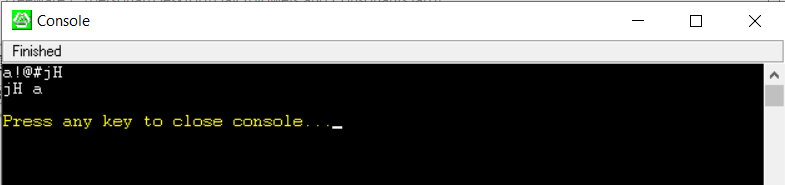 Console
Finished
a!@#jH
jH a
Press any key to close console...